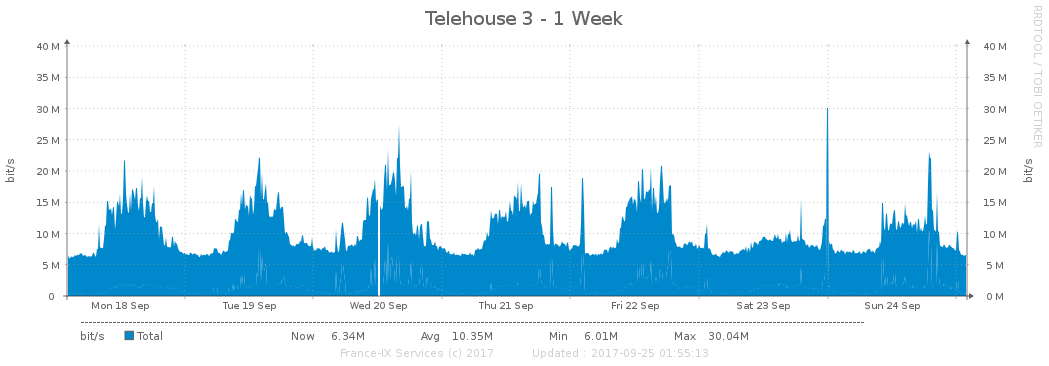 Telehouse 3 - 1 Week
RRDTOOL / TOBI OETIKER
40 M 40 M
35 M 35 M
30 M 30 M
25 M 25 M
20 M 20 M
15 M 15 M
10 M 10 M
5 M 5 M
0 0 M
bit/s bit/s
Mon 18 Sep Tue 19 Sep Wed 20 Sep Thu 21 Sep Fri 22 Sep Sat 23 Sep Sun 24 Sep
bit/s Total Now 6.34M Avg 10.35M Min 6.01M Max 30.04M
France-IX Services (c) 2017 Updated : 2017-09-25 01:55:13